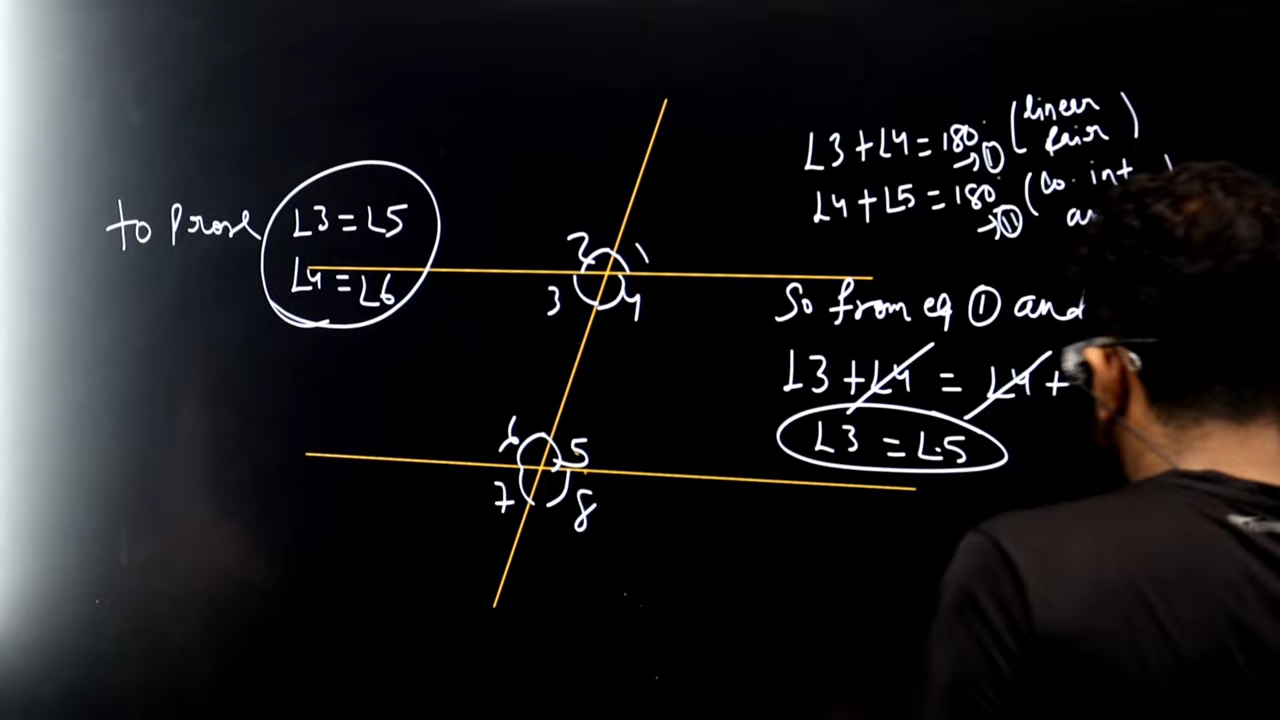 to prove
∠3=∠5
∠4=∠6
2
1
3
4
6
5
7
8
∠3+∠4=180° (linear
→① pair)
∠4+∠5=180° (co. int
→⑪
So from eq ① and
∠3+∠4 = ∠4+
∠3 = ∠5